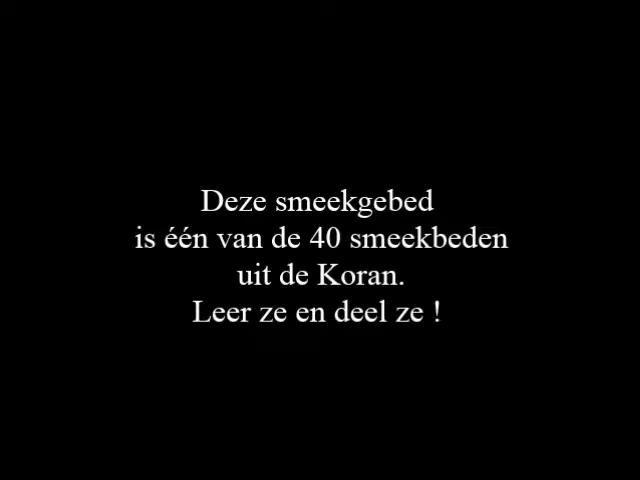 Deze smeekgebed
is één van de 40 smeekbeden
uit de Koran.
Leer ze en deel ze !